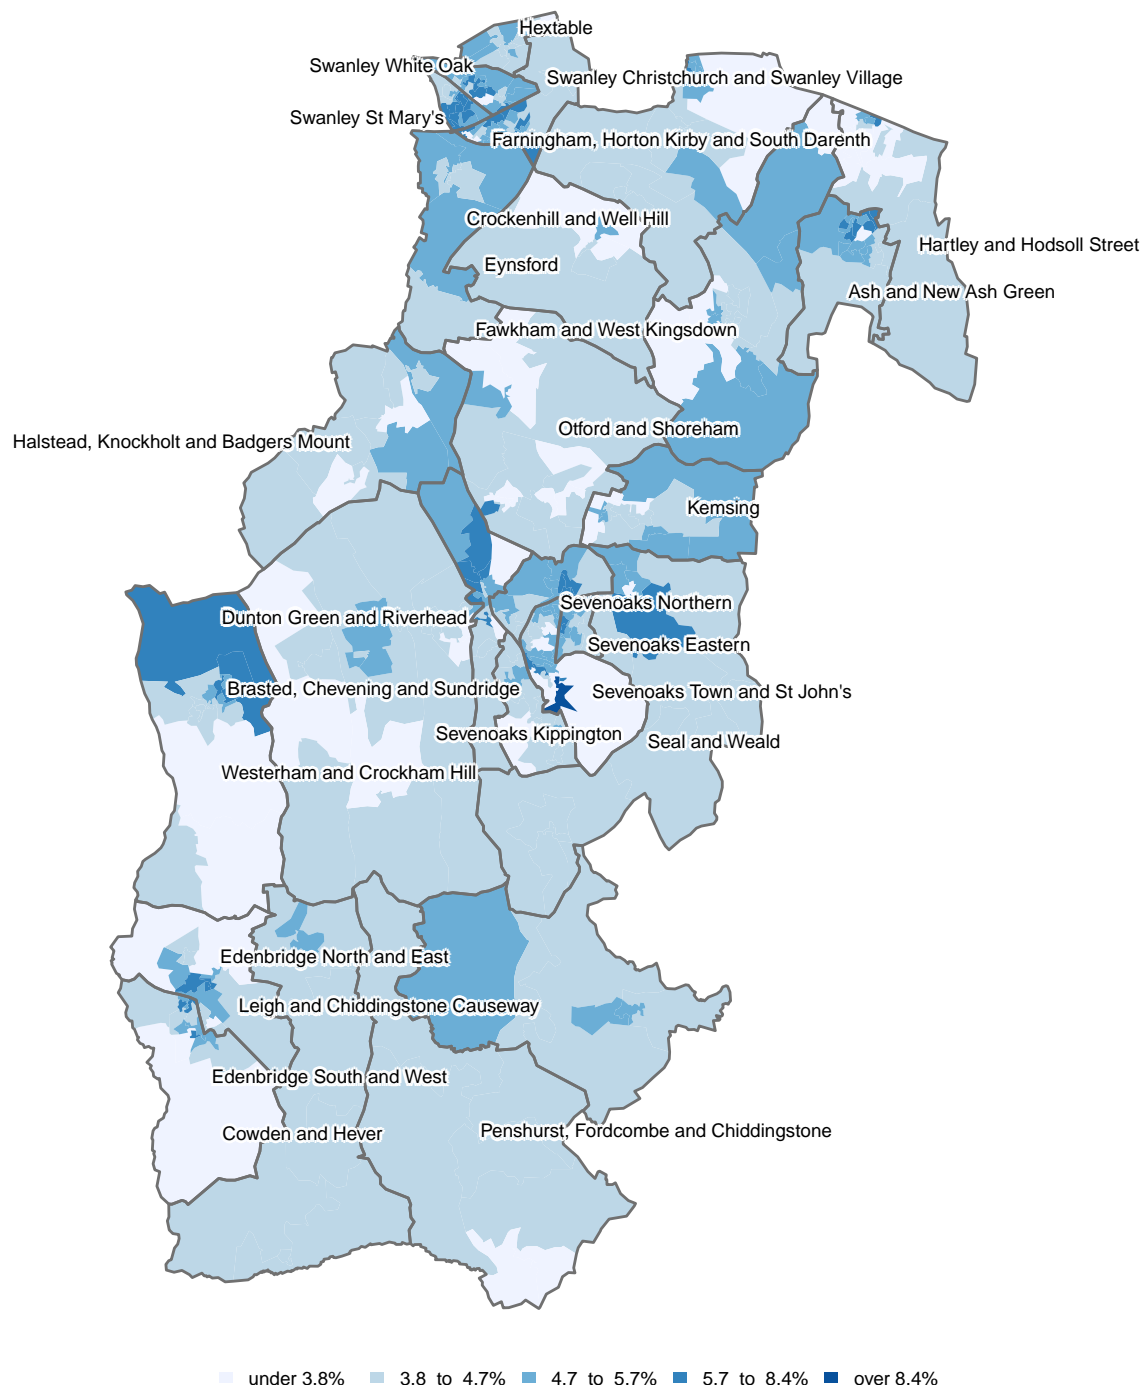 Hextable
Swanley White Oak
Swanley Christchurch and Swanley Village
Swanley St Mary's
Farningham, Horton Kirby and South Darenth
Crockenhill and Well Hill
Hartley and Hodsoll Street
Eynsford
Ash and New Ash Green
Fawkham and West Kingsdown
Otford and Shoreham
Halstead, Knockholt and Badgers Mount
Kemsing
Sevenoaks Northern
Dunton Green and Riverhead
Sevenoaks Eastern
Brasted, Chevening and Sundridge
Sevenoaks Town and St John's
Sevenoaks Kippington
Seal and Weald
Westerham and Crockham Hill
Edenbridge North and East
Leigh and Chiddingstone Causeway
Edenbridge South and West
Cowden and Hever
Penshurst, Fordcombe and Chiddingstone
under 3.8% 3.8 to 4.7% 4.7 to 5.7% 5.7 to 8.4% over 8.4%